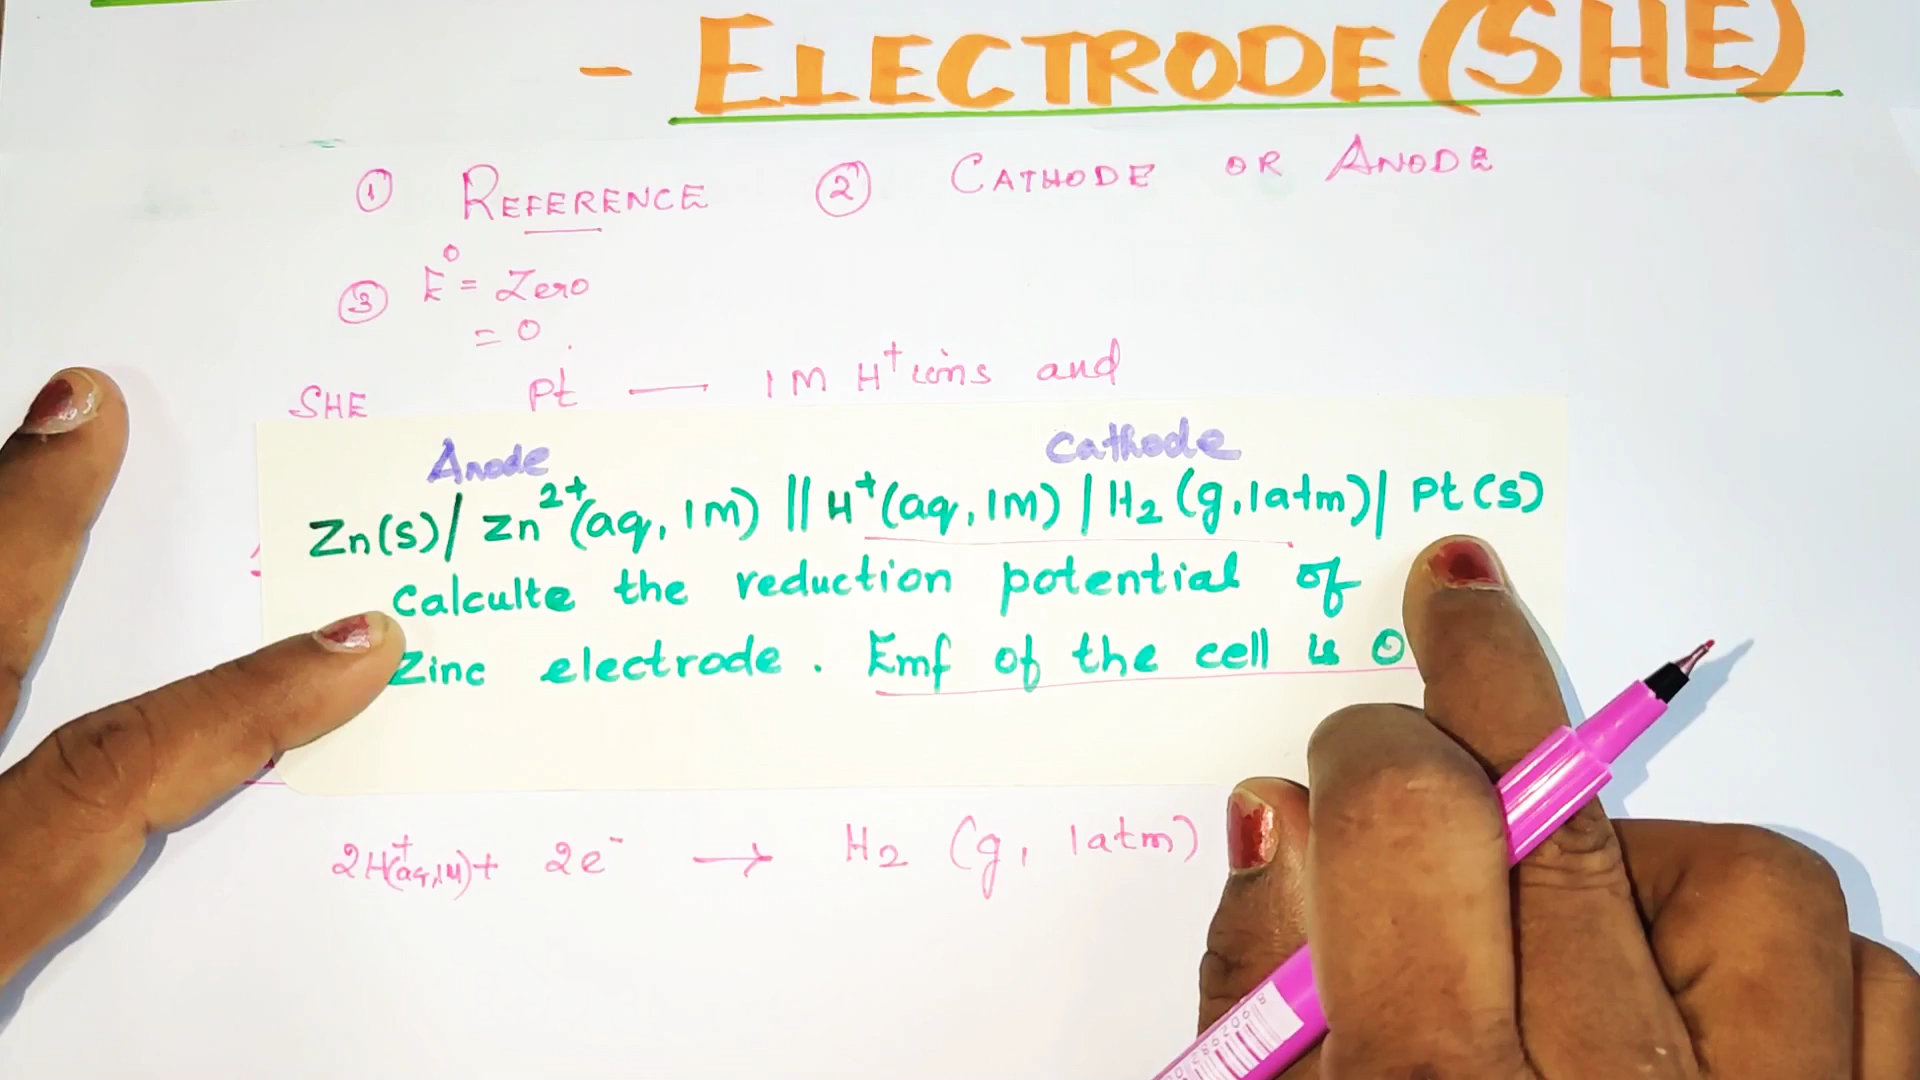 - ELECTRODE (SHE)
① REFERENCE ② CATHODE OR ANODE
③ E⁰ = Zero
= 0.
SHE Pt — 1M H⁺ ions and
Anode Cathode
Zn(s)/ Zn²⁺(aq, 1M) || H⁺(aq, 1M) | H₂ (g, 1atm)| Pt(s)
Calculte the reduction potential of
Zinc electrode. Emf of the cell is 0
2H⁺(aq,1M)+ 2e⁻ → H₂ (g, 1atm)